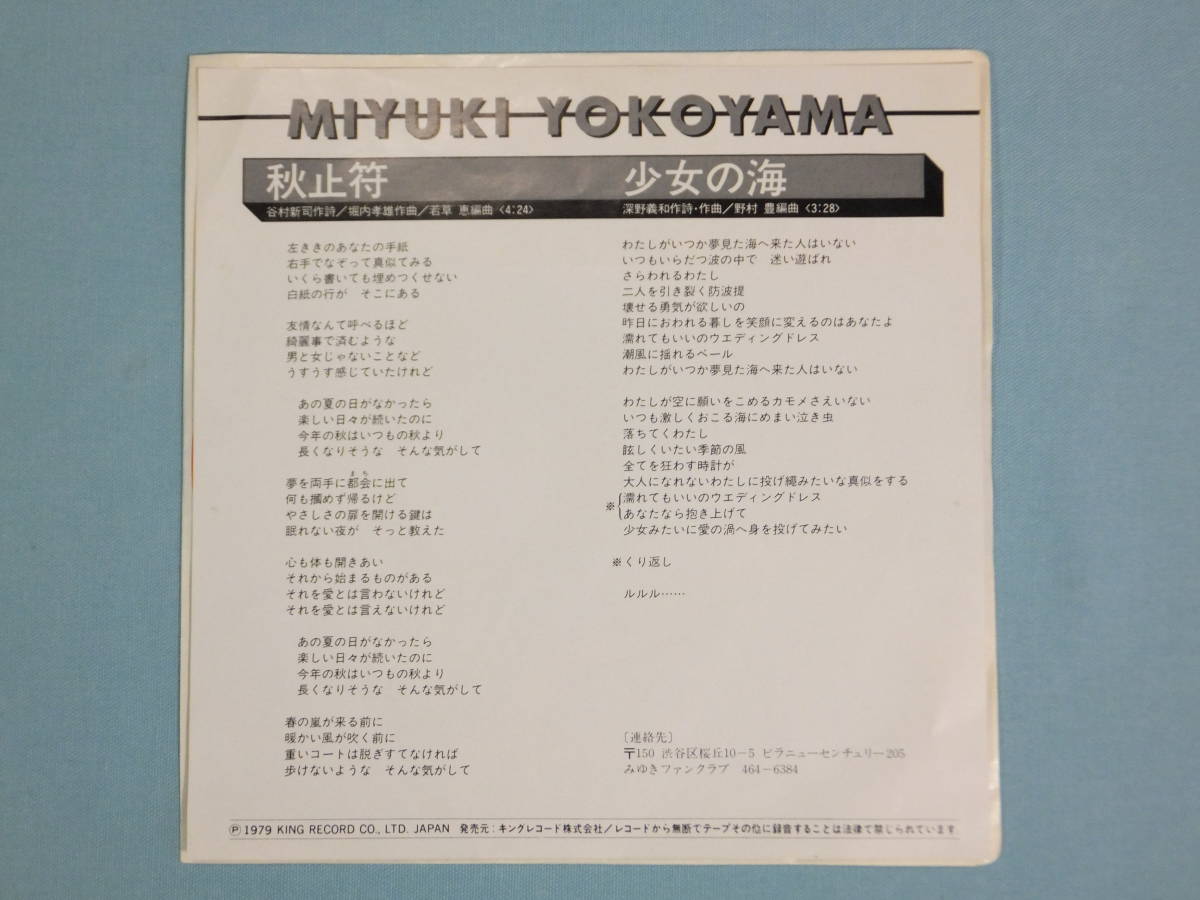 MIYUKI YOKOYAMA
秋止符
谷村新司作詩/堀内孝雄作曲/若草 恵編曲〈4:24〉
左ききのあなたの手紙
右手でなぞって真似てみる
いくら書いても埋めつくせない
白紙の行が そこにある
友情なんて呼べるほど
綺麗事で済むような
男と女じゃないことなど
うすうす感じていたけれど
あの夏の日がなかったら
楽しい日々が続いたのに
今年の秋はいつもの秋より
長くなりそうな そんな気がして
まち
夢を両手に都会に出て
何も摑めず帰るけど
やさしさの扉を開ける鍵は
眠れない夜が そっと教えた
心も体も開きあい
それから始まるものがある
それを愛とは言わないけれど
それを愛とは言えないけれど
あの夏の日がなかったら
楽しい日々が続いたのに
今年の秋はいつもの秋より
長くなりそうな そんな気がして
春の嵐が来る前に
暖かい風が吹く前に
重いコートは脱ぎすてなければ
歩けないような そんな気がして
少女の海
深野義和作詩・作曲/野村 豊編曲〈3:28〉
わたしがいつか夢見た海へ来た人はいない
いつもいらだつ波の中で 迷い遊ばれ
さらわれるわたし
二人を引き裂く防波提
壊せる勇気が欲しいの
昨日におわれる暮しを笑顔に変えるのはあなたよ
濡れてもいいのウエディングドレス
潮風に揺れるベール
わたしがいつか夢見た海へ来た人はいない
わたしが空に願いをこめるカモメさえいない
いつも激しくおこる海にめまい泣き虫
落ちてくわたし
眩しくいたい季節の風
全てを狂わす時計が
大人になれないわたしに投げ縄みたいな真似をする
※濡れてもいいのウエディングドレス
あなたなら抱き上げて
少女みたいに愛の渦へ身を投げてみたい
※くり返し
ルルル……
〔連絡先〕
〒150 渋谷区桜丘10−5 ビラニューセンチュリー205
みゆきファンクラブ 464−6384
Ⓟ1979 KING RECORD CO., LTD. JAPAN 発売元:キングレコード株式会社/レコードから無断でテープその他に録音することは法律で禁じられています